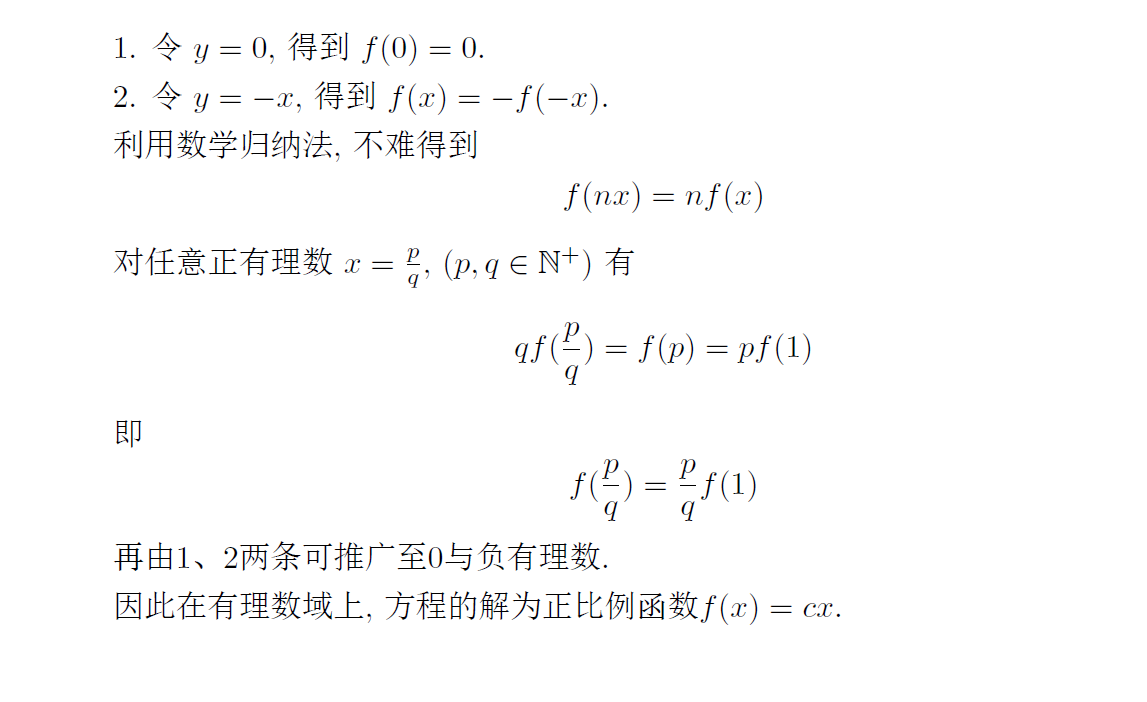 1. 令 y = 0, 得到 f(0) = 0.
2. 令 y = −x, 得到 f(x) = −f(−x).
利用数学归纳法, 不难得到
f(nx) = nf(x)
对任意正有理数 x = \frac{p}{q}, (p, q ∈ ℕ⁺) 有
qf(\frac{p}{q}) = f(p) = pf(1)
即
f(\frac{p}{q}) = \frac{p}{q}f(1)
再由1、2两条可推广至0与负有理数.
因此在有理数域上, 方程的解为正比例函数f(x) = cx.